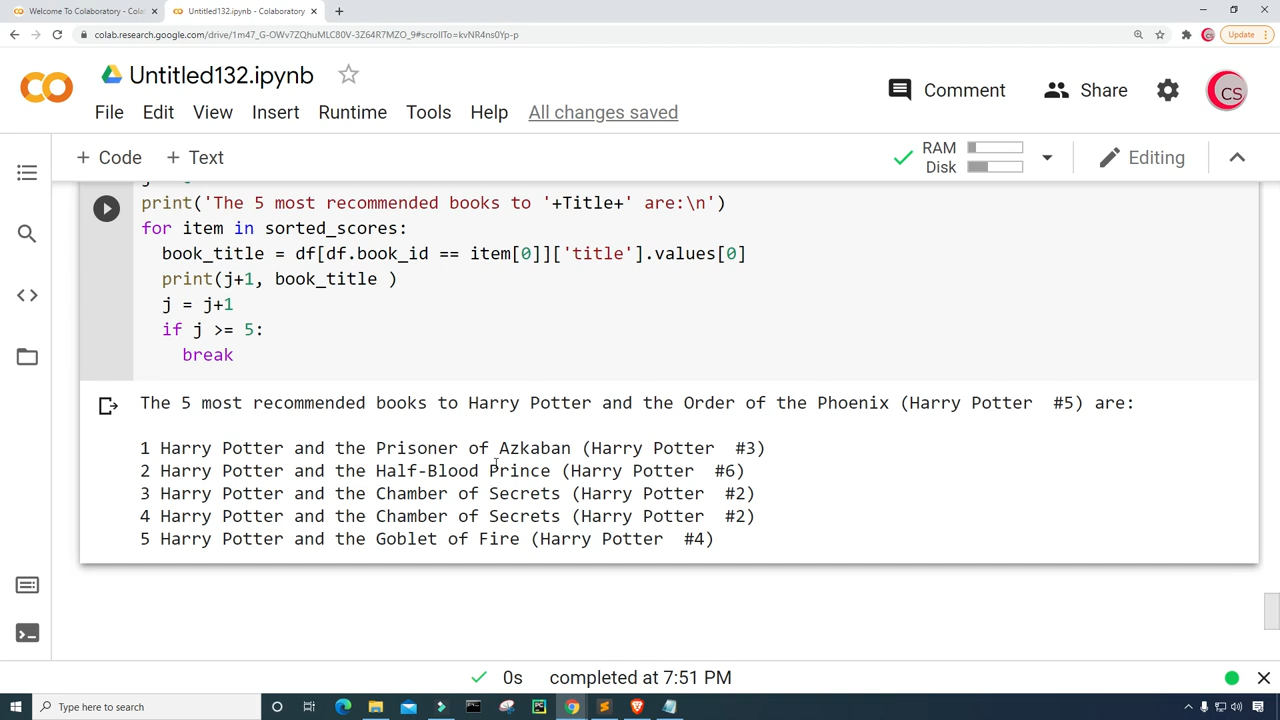 Welcome To Colaboratory - Cola
Untitled132.ipynb - Colaboratory
colab.research.google.com/drive/1m47_G-OWv7ZQhuMLC80V-3Z64R7MZO_9#scrollTo=kvNR4ns0Yp-p
Update
Untitled132.ipynb
Comment
Share
CS
File Edit View Insert Runtime Tools Help All changes saved
+ Code + Text
RAM
Disk
Editing
print('The 5 most recommended books to '+Title+' are:\n')
for item in sorted_scores:
book_title = df[df.book_id == item[0]]['title'].values[0]
print(j+1, book_title )
j = j+1
if j >= 5:
break
The 5 most recommended books to Harry Potter and the Order of the Phoenix (Harry Potter #5) are:
1 Harry Potter and the Prisoner of Azkaban (Harry Potter #3)
2 Harry Potter and the Half-Blood Prince (Harry Potter #6)
3 Harry Potter and the Chamber of Secrets (Harry Potter #2)
4 Harry Potter and the Chamber of Secrets (Harry Potter #2)
5 Harry Potter and the Goblet of Fire (Harry Potter #4)
0s completed at 7:51 PM
Type here to search